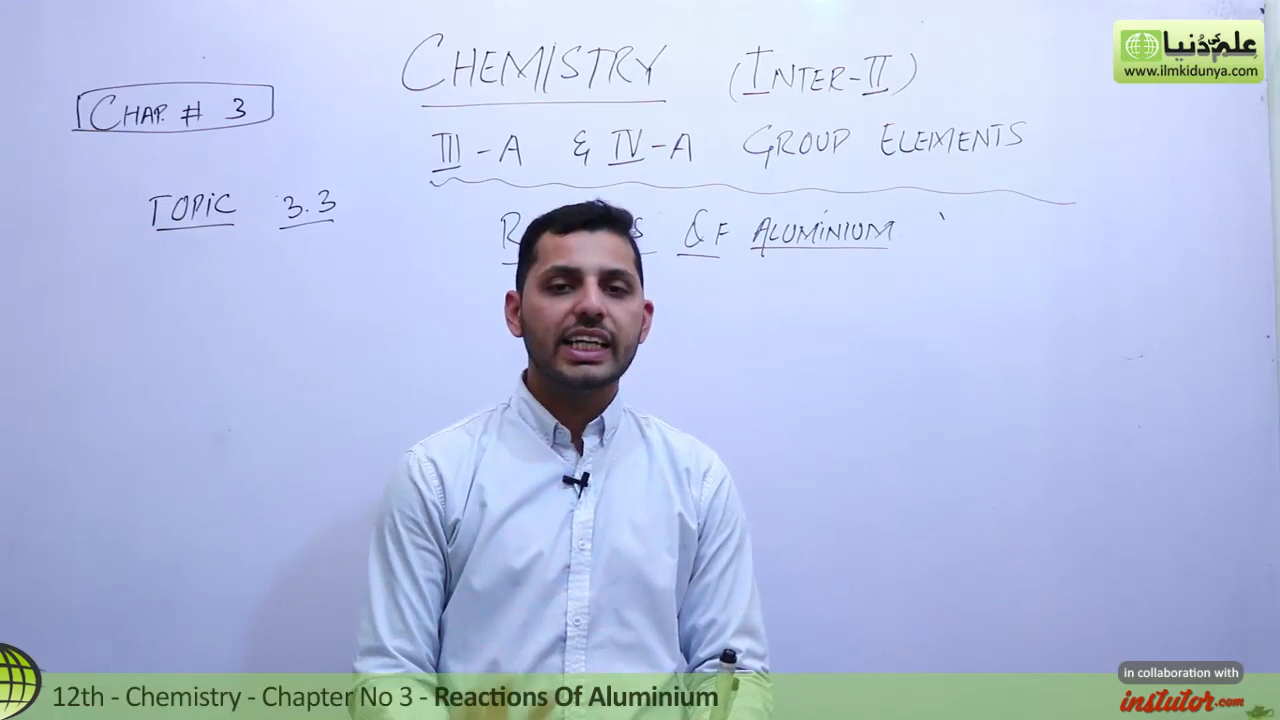 CHEMISTRY (INTER-II)
CHAP. # 3
III-A & IV-A GROUP ELEMENTS
TOPIC 3.3
OF ALUMINIUM
علم کی دُنیا
www.ilmkidunya.com
12th - Chemistry - Chapter No 3 - Reactions Of Aluminium
in collaboration with
instutor.com